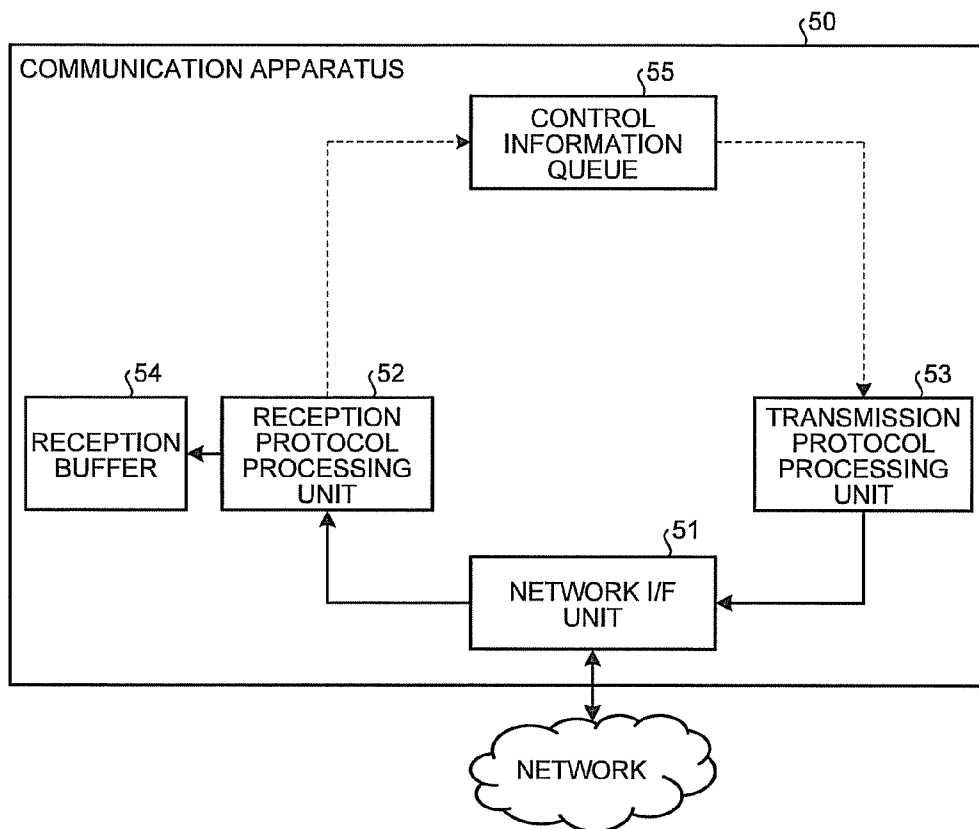 50
COMMUNICATION APPARATUS
55
CONTROL
INFORMATION
QUEUE
54
RECEPTION
BUFFER
52
RECEPTION
PROTOCOL
PROCESSING
UNIT
53
TRANSMISSION
PROTOCOL
PROCESSING
UNIT
51
NETWORK I/F
UNIT
NETWORK